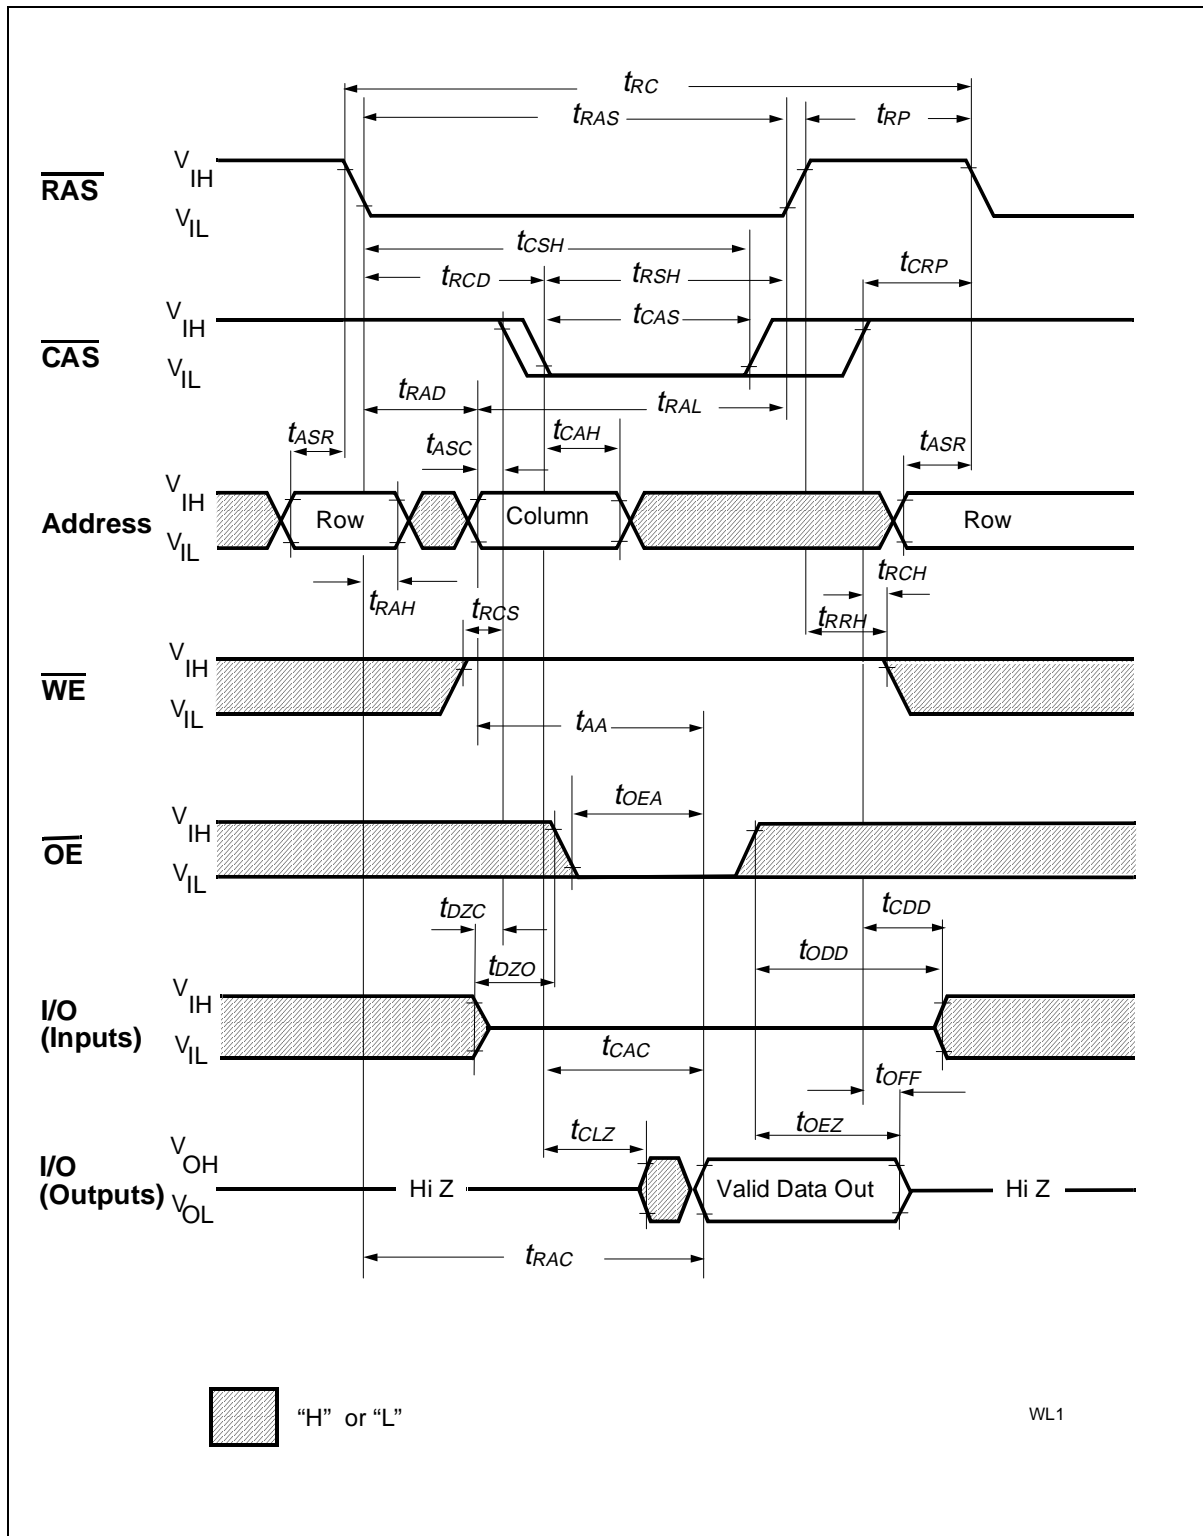 tRC
tRAS
tRP
RAS
VIH
VIL
tCSH
tRCD
tRSH
tCRP
tCAS
CAS
VIH
VIL
tRAD
tRAL
tASR
tASC
tCAH
tASR
Address
VIH
VIL
Row
Column
Row
tRAH
tRCS
tRCH
tRRH
WE
VIH
VIL
tAA
tOEA
OE
VIH
VIL
tDZC
tCDD
tDZO
tODD
I/O
(Inputs)
VIH
VIL
tCAC
tOFF
tCLZ
tOEZ
I/O
(Outputs)
VOH
VOL
Hi Z
Valid Data Out
Hi Z
tRAC
“H” or “L”
WL1